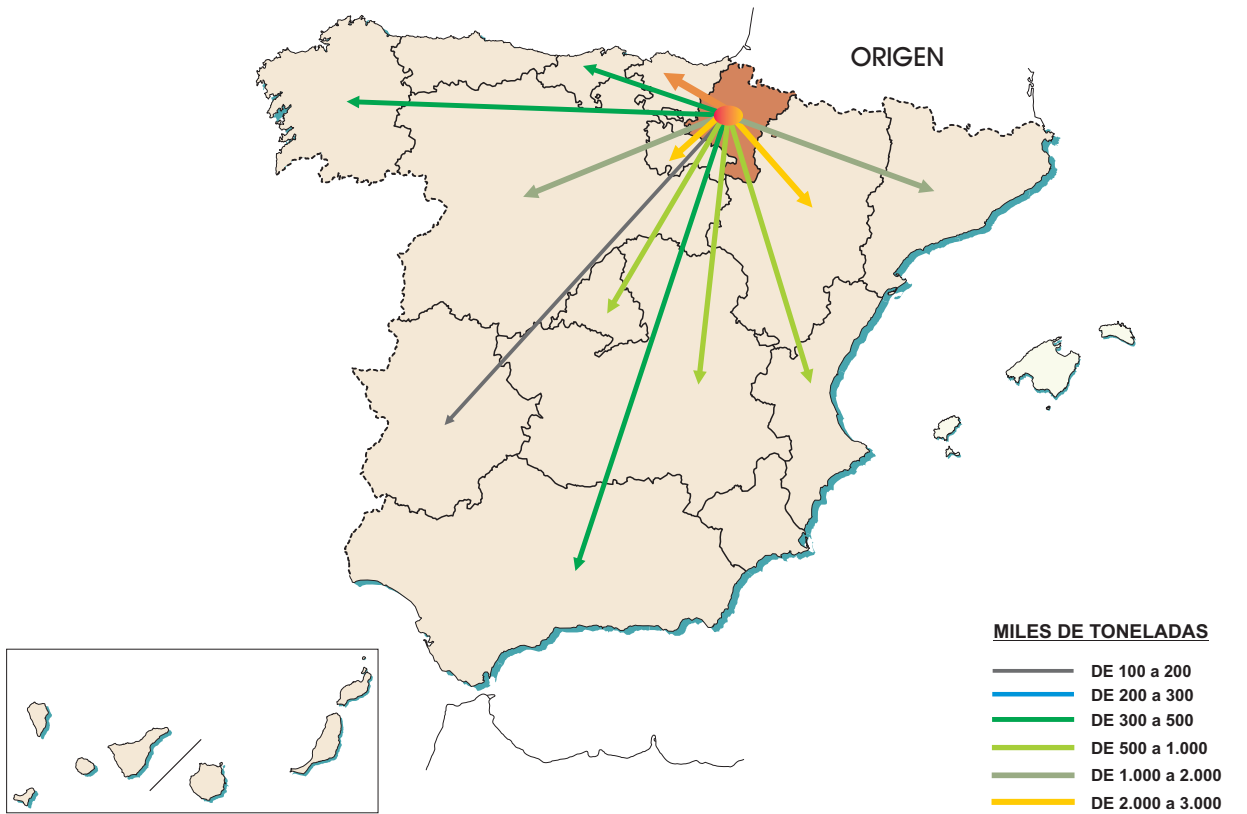 ORIGEN
MILES DE TONELADAS
DE 100 a 200
DE 200 a 300
DE 300 a 500
DE 500 a 1.000
DE 1.000 a 2.000
DE 2.000 a 3.000